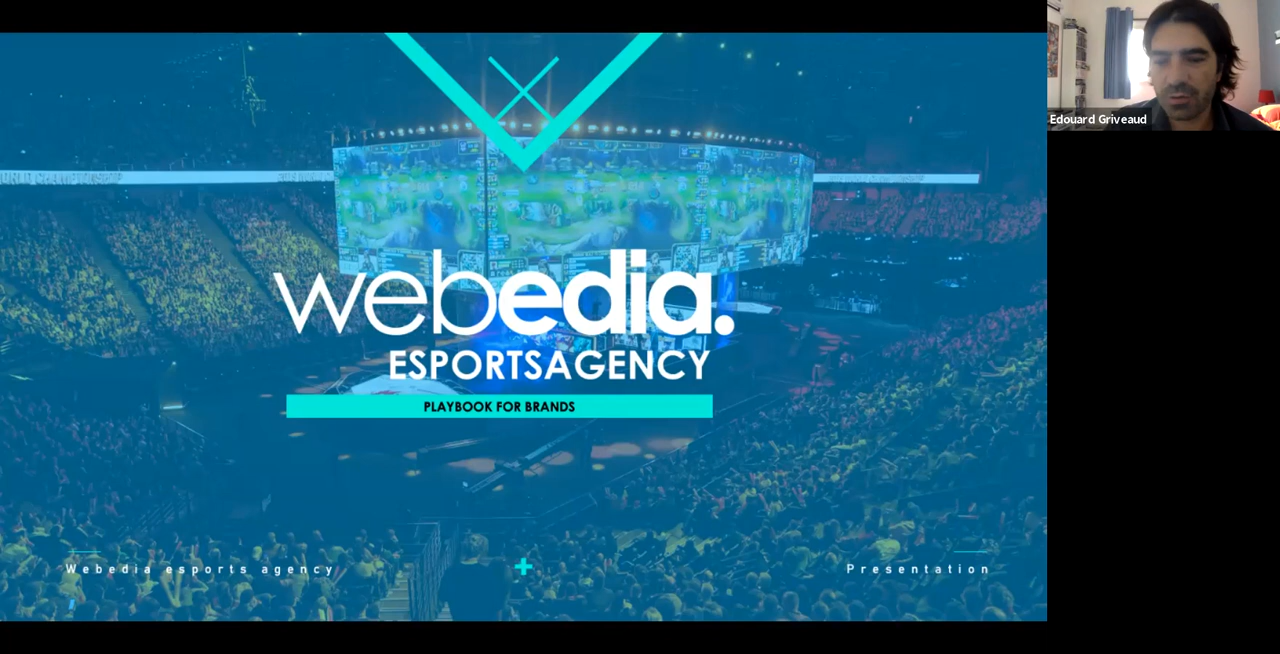 webedia.
ESPORTSAGENCY
PLAYBOOK FOR BRANDS
Webedia esports agency
Presentation
Edouard Griveaud